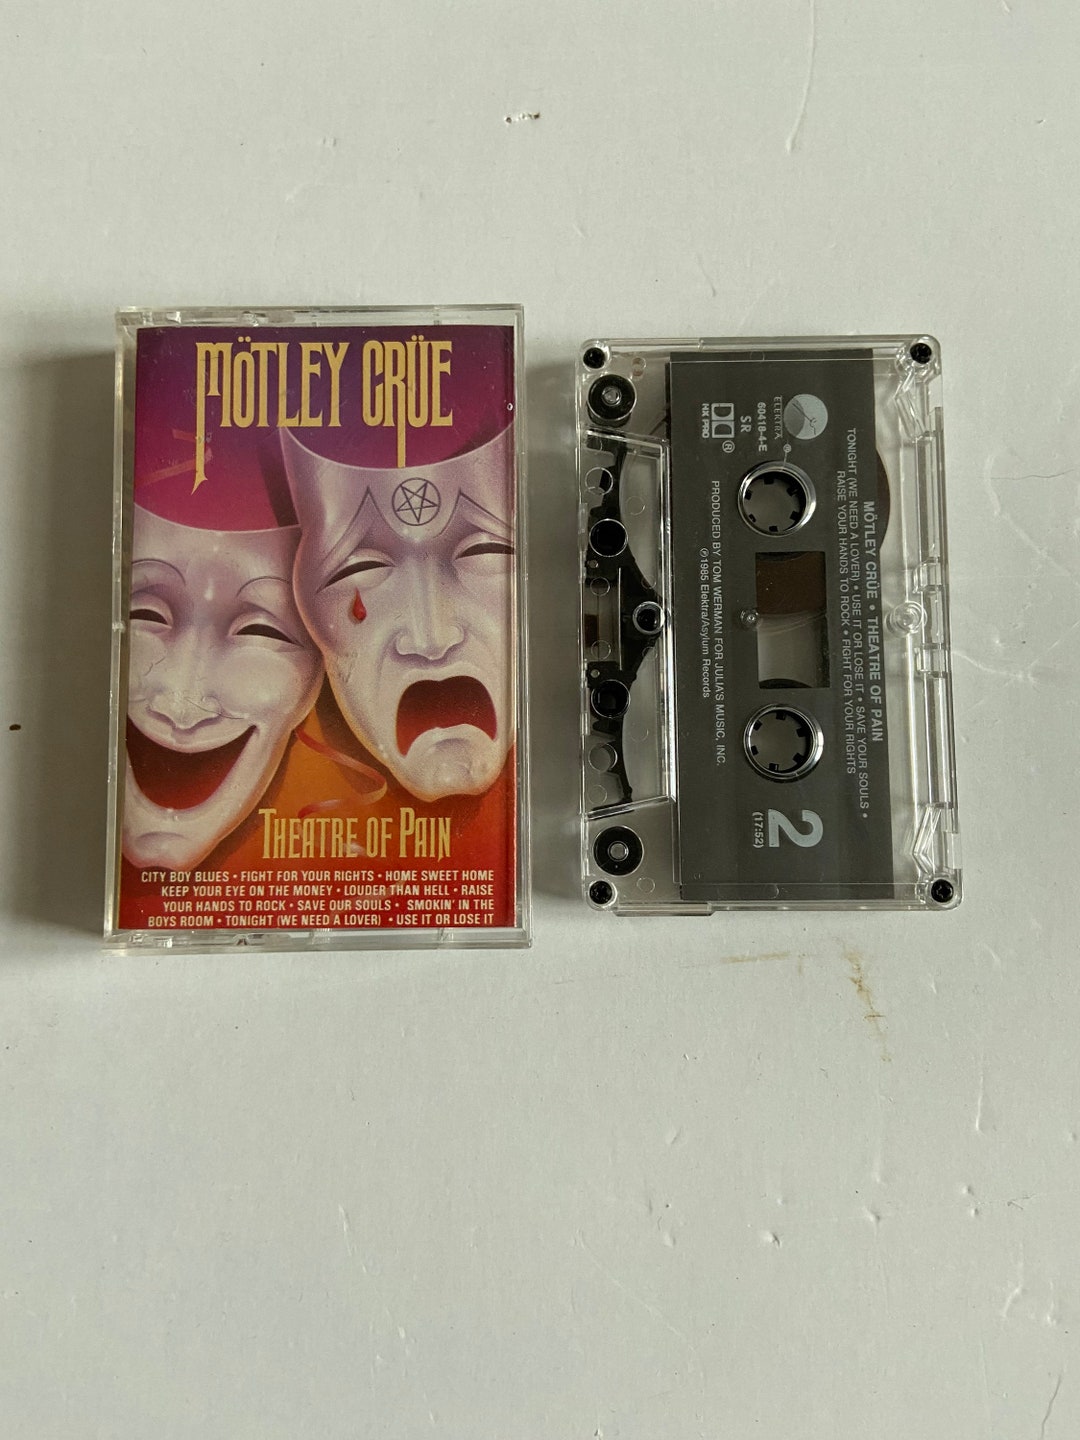 MÖTLEY CRÜE
THEATRE OF PAIN
CITY BOY BLUES • FIGHT FOR YOUR RIGHTS • HOME SWEET HOME
KEEP YOUR EYE ON THE MONEY • LOUDER THAN HELL • RAISE
YOUR HANDS TO ROCK • SAVE OUR SOULS • SMOKIN' IN THE
BOYS ROOM • TONIGHT (WE NEED A LOVER) • USE IT OR LOSE IT
MÖTLEY CRÜE • THEATRE OF PAIN
TONIGHT (WE NEED A LOVER) • USE IT OR LOSE IT • SAVE YOUR SOULS •
RAISE YOUR HANDS TO ROCK • FIGHT FOR YOUR RIGHTS
ELEKTRA ®
60418-4-E
SR
®
HX PRO
2
(17:52)
PRODUCED BY TOM WERMAN FOR JULIA'S MUSIC, INC.
℗1985 Elektra/Asylum Records